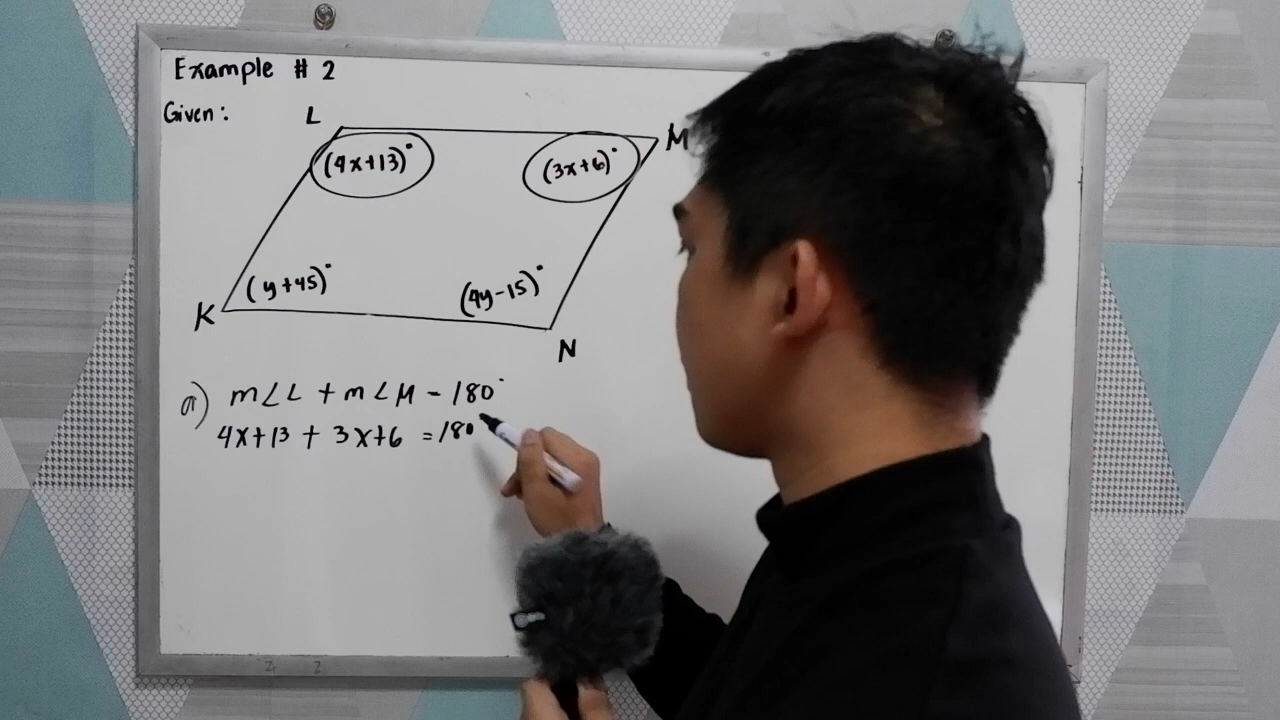 Example # 2
Given:
L
M
(4x+13)°
(3x+6)°
(y+45)°
(4y-15)°
K
N
a) m∠L + m∠M = 180°
4x+13 + 3x+6 = 180